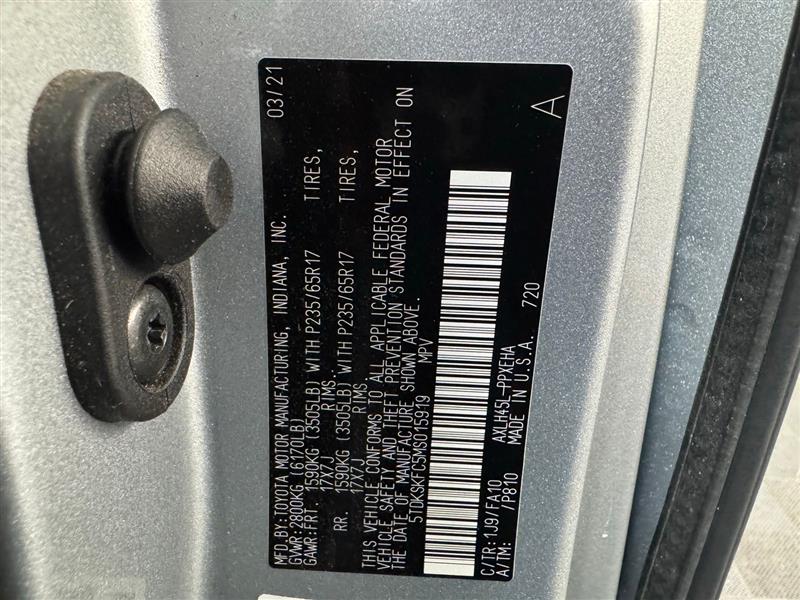 MFD.BY:TOYOTA MOTOR MANUFACTURING, INDIANA, INC. 03/21
GVWR:2800KG (6170LB)
GAWR:FRT. 1590KG (3505LB) WITH P235/65R17 TIRES,
17X7J RIMS.
RR. 1590KG (3505LB) WITH P235/65R17 TIRES,
17X7J RIMS.
THIS VEHICLE CONFORMS TO ALL APPLICABLE FEDERAL MOTOR
VEHICLE SAFETY AND THEFT PREVENTION STANDARDS IN EFFECT ON
THE DATE OF MANUFACTURE SHOWN ABOVE.
5TDKSKFC5MS015919 MPV
A
C/TR:1J9/FA10 AXLH45L-PPXEHA 720
A/TM: /P810 MADE IN U.S.A.